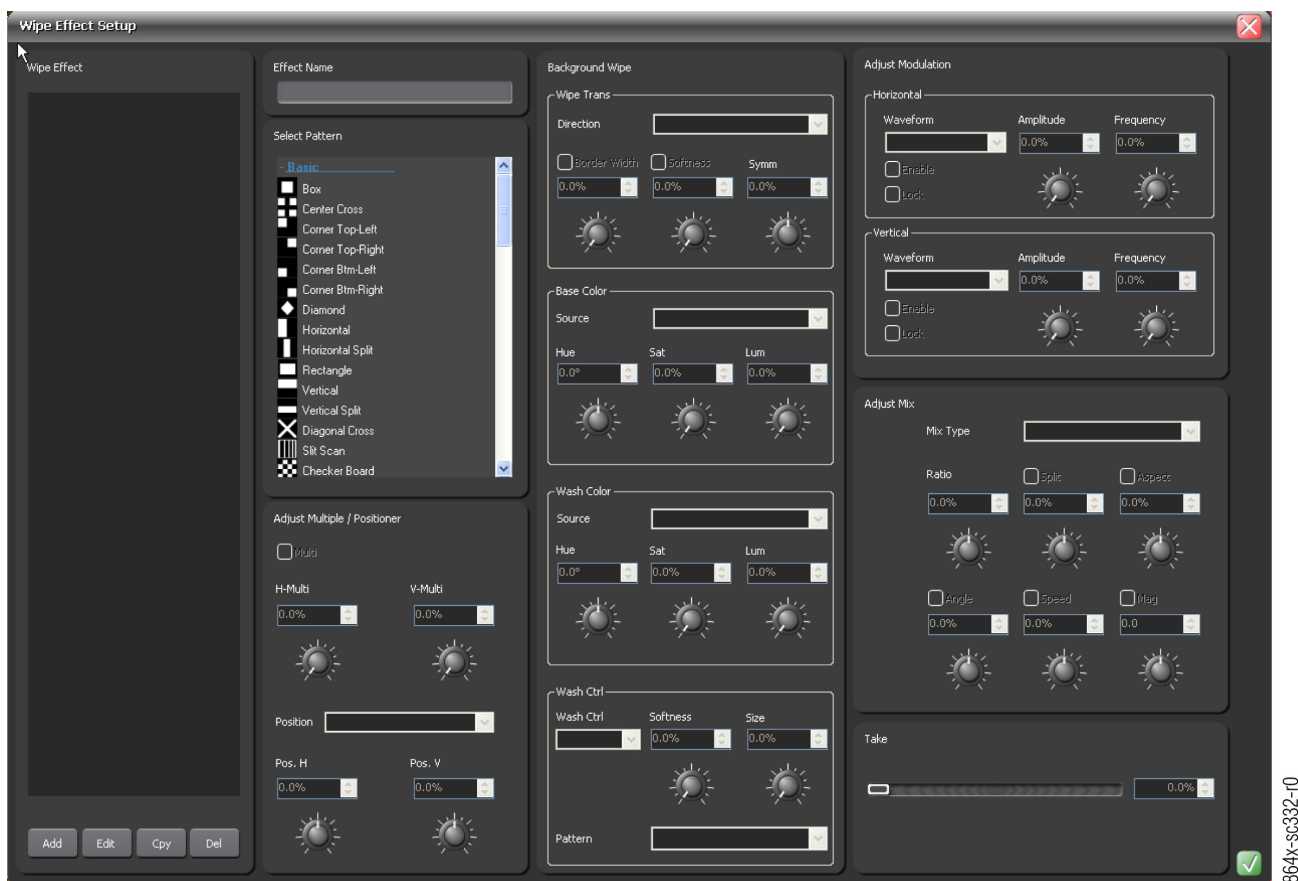 Wipe Effect Setup
Wipe Effect
Add Edit Cpy Del
Effect Name
Select Pattern
- Basic
Box
Center Cross
Corner Top-Left
Corner Top-Right
Corner Btm-Left
Corner Btm-Right
Diamond
Horizontal
Horizontal Split
Rectangle
Vertical
Vertical Split
Diagonal Cross
Slit Scan
Checker Board
Adjust Multiple / Positioner
Multi
H-Multi V-Multi
0.0% 0.0%
Position
Pos. H Pos. V
0.0% 0.0%
Background Wipe
Wipe Trans
Direction
Border Width Softness Symm
0.0% 0.0% 0.0%
Base Color
Source
Hue Sat Lum
0.0° 0.0% 0.0%
Wash Color
Source
Hue Sat Lum
0.0° 0.0% 0.0%
Wash Ctrl
Wash Ctrl Softness Size
0.0% 0.0%
Pattern
Adjust Modulation
Horizontal
Waveform Amplitude Frequency
0.0% 0.0%
Enable
Lock
Vertical
Waveform Amplitude Frequency
0.0% 0.0%
Enable
Lock
Adjust Mix
Mix Type
Ratio Split Aspect
0.0% 0.0% 0.0%
Angle Speed Mag
0.0% 0.0% 0.0
Take
0.0%
864x-sc332-r0